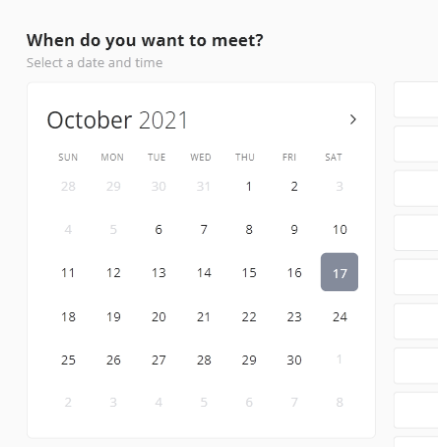 When do you want to meet?
Select a date and time
October 2021
SUN MON TUE WED THU FRI SAT
28 29 30 31 1 2 3
4 5 6 7 8 9 10
11 12 13 14 15 16 17
18 19 20 21 22 23 24
25 26 27 28 29 30 1
2 3 4 5 6 7 8